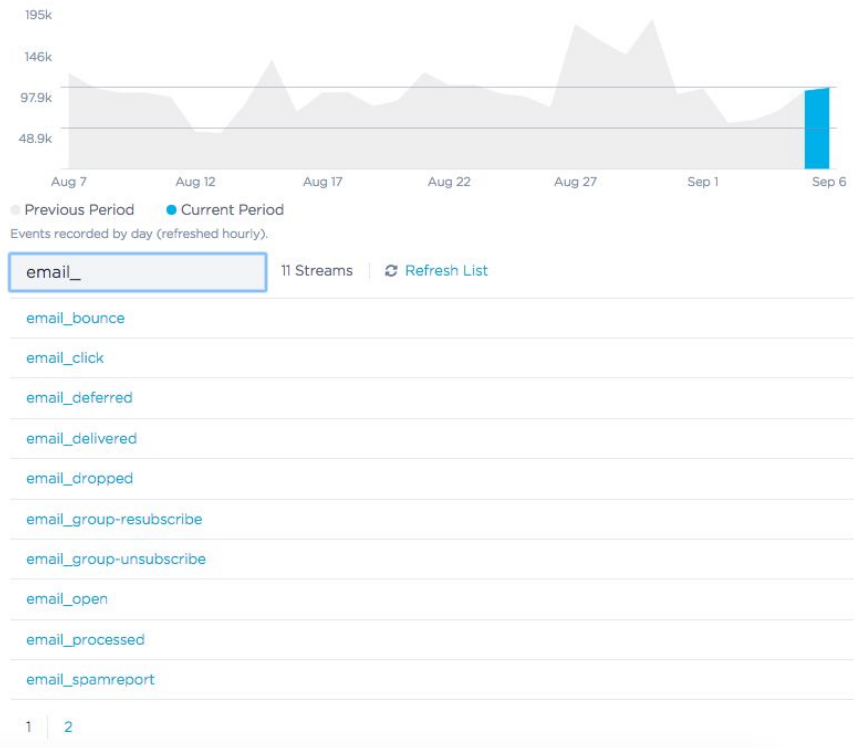 195k
146k
97.9k
48.9k
Aug 7 Aug 12 Aug 17 Aug 22 Aug 27 Sep 1 Sep 6
Previous Period Current Period
Events recorded by day (refreshed hourly).
email_ 11 Streams Refresh List
email_bounce
email_click
email_deferred
email_delivered
email_dropped
email_group-resubscribe
email_group-unsubscribe
email_open
email_processed
email_spamreport
1 2